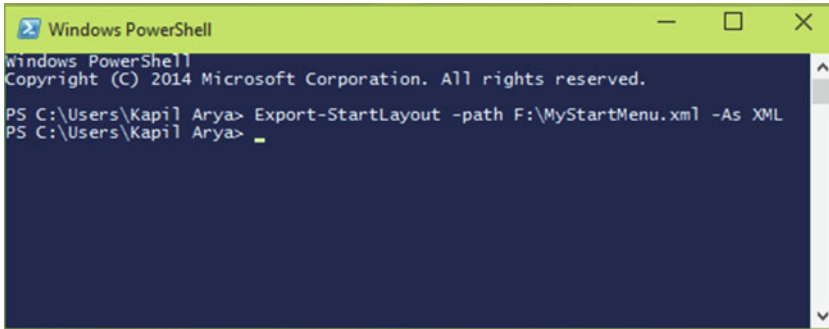 Windows PowerShell
Windows PowerShell
Copyright (C) 2014 Microsoft Corporation. All rights reserved.
PS C:\Users\Kapil Arya> Export-StartLayout -path F:\MyStartMenu.xml -As XML
PS C:\Users\Kapil Arya> _